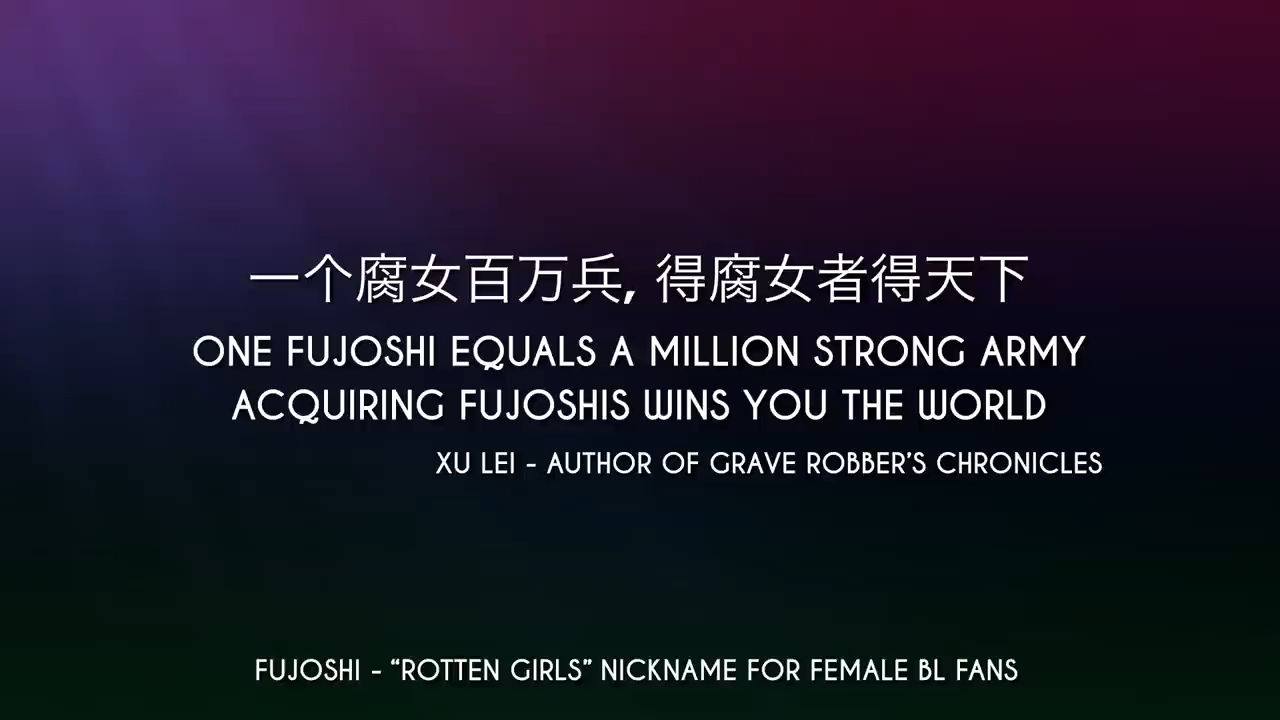 一个腐女百万兵, 得腐女者得天下
ONE FUJOSHI EQUALS A MILLION STRONG ARMY
ACQUIRING FUJOSHIS WINS YOU THE WORLD
XU LEI - AUTHOR OF GRAVE ROBBER'S CHRONICLES
FUJOSHI - “ROTTEN GIRLS” NICKNAME FOR FEMALE BL FANS